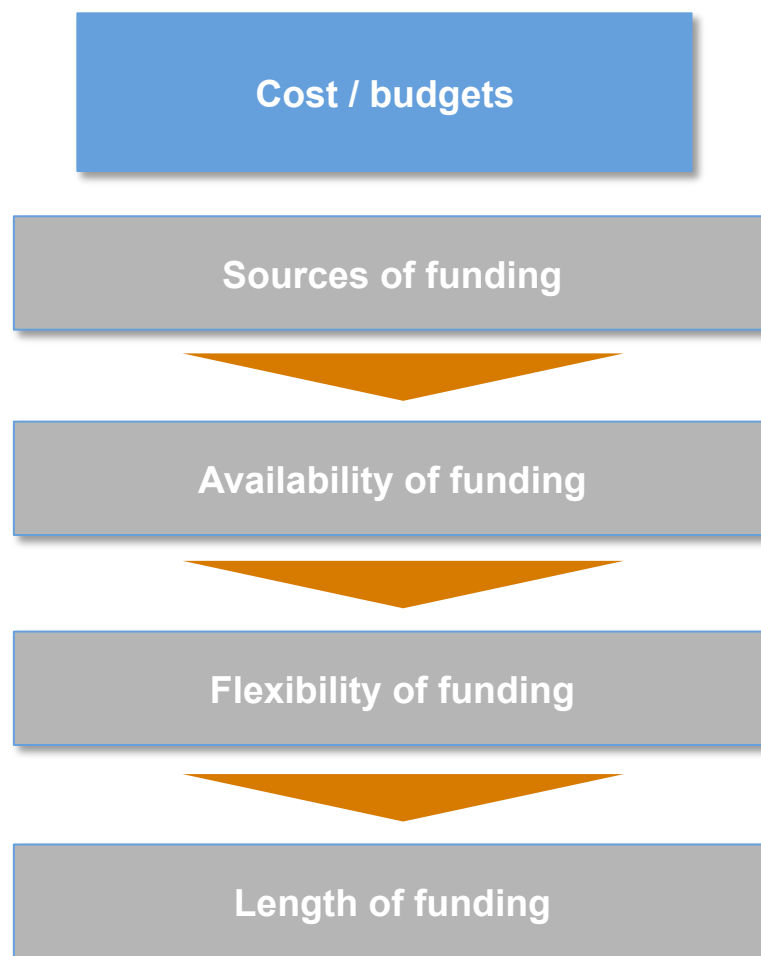 Cost / budgets
Sources of funding
Availability of funding
Flexibility of funding
Length of funding